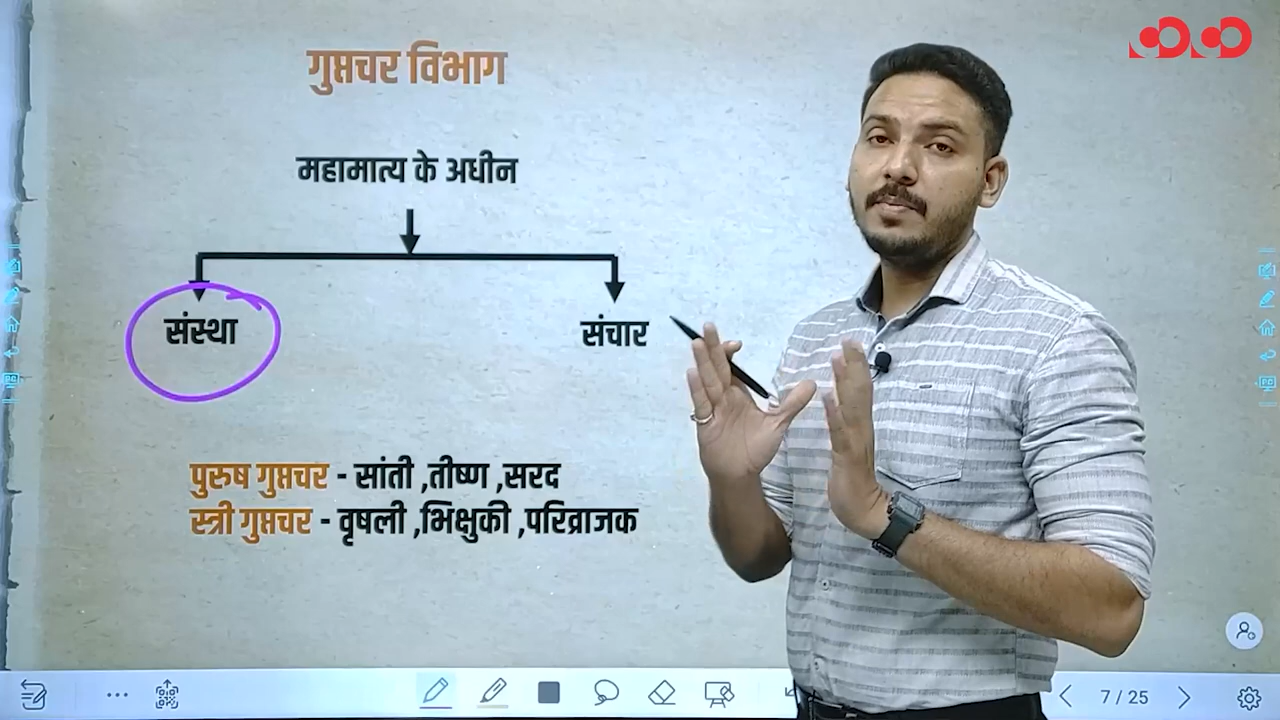 गुप्तचर विभाग
महामात्य के अधीन
संस्था
संचार
पुरुष गुप्तचर - सांती ,तीष्ण ,सरद
स्त्री गुप्तचर - वृषली ,भिक्षुकी ,परिव्राजक
7 / 25